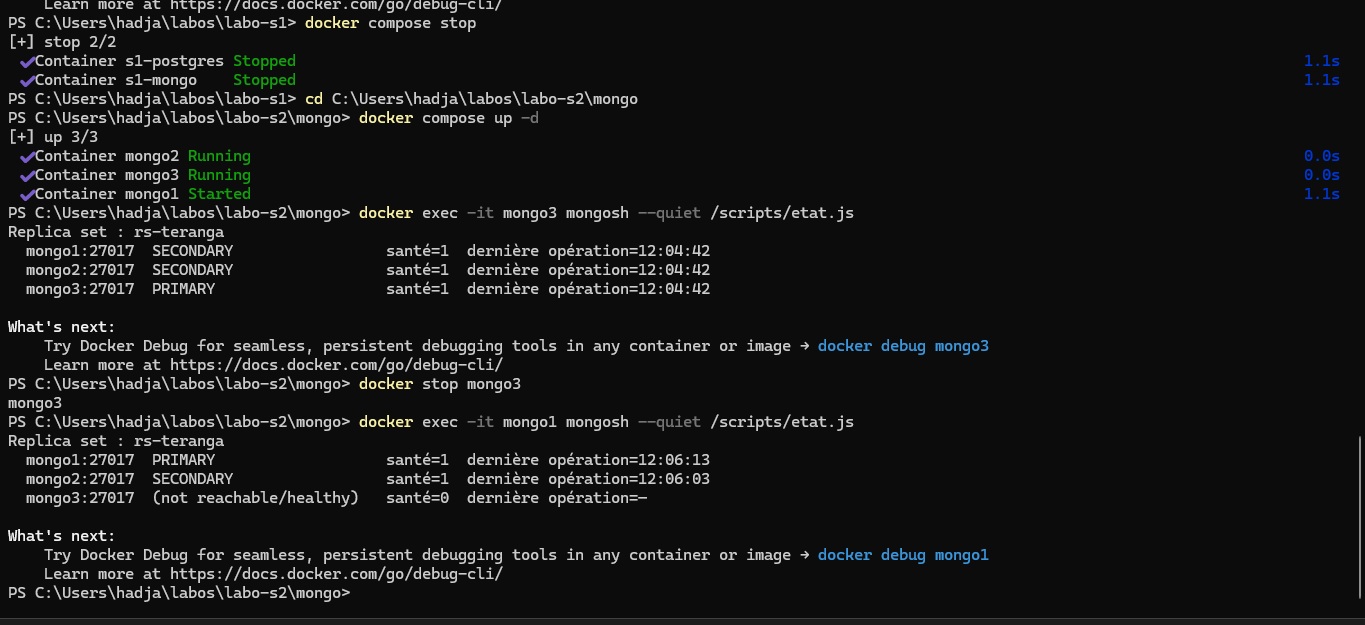 Learn more at https://docs.docker.com/go/debug-cli/
PS C:\Users\hadja\labos\labo-s1> docker compose stop
[+] stop 2/2
✔Container s1-postgres Stopped 1.1s
✔Container s1-mongo Stopped 1.1s
PS C:\Users\hadja\labos\labo-s1> cd C:\Users\hadja\labos\labo-s2\mongo
PS C:\Users\hadja\labos\labo-s2\mongo> docker compose up -d
[+] up 3/3
✔Container mongo2 Running 0.0s
✔Container mongo3 Running 0.0s
✔Container mongo1 Started 1.1s
PS C:\Users\hadja\labos\labo-s2\mongo> docker exec -it mongo3 mongosh --quiet /scripts/etat.js
Replica set : rs-teranga
mongo1:27017 SECONDARY santé=1 dernière opération=12:04:42
mongo2:27017 SECONDARY santé=1 dernière opération=12:04:42
mongo3:27017 PRIMARY santé=1 dernière opération=12:04:42
What's next:
Try Docker Debug for seamless, persistent debugging tools in any container or image → docker debug mongo3
Learn more at https://docs.docker.com/go/debug-cli/
PS C:\Users\hadja\labos\labo-s2\mongo> docker stop mongo3
mongo3
PS C:\Users\hadja\labos\labo-s2\mongo> docker exec -it mongo1 mongosh --quiet /scripts/etat.js
Replica set : rs-teranga
mongo1:27017 PRIMARY santé=1 dernière opération=12:06:13
mongo2:27017 SECONDARY santé=1 dernière opération=12:06:03
mongo3:27017 (not reachable/healthy) santé=0 dernière opération=—
What's next:
Try Docker Debug for seamless, persistent debugging tools in any container or image → docker debug mongo1
Learn more at https://docs.docker.com/go/debug-cli/
PS C:\Users\hadja\labos\labo-s2\mongo>